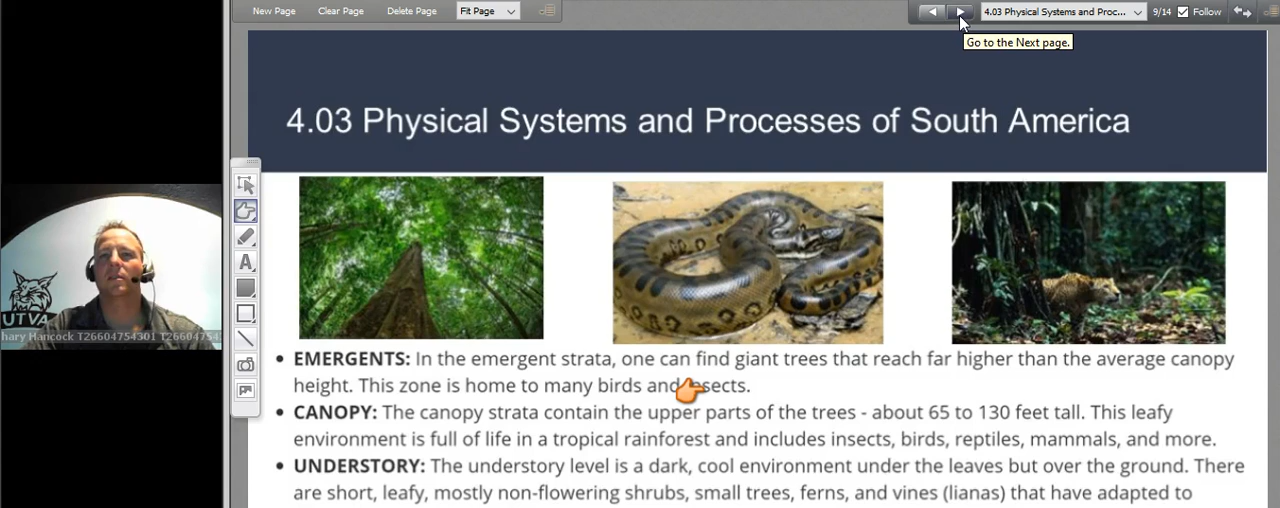 New Page Clear Page Delete Page Fit Page
4.03 Physical Systems and Proc... 9/14 Follow
Go to the Next page.
4.03 Physical Systems and Processes of South America
UTVA
hary Hancock T26604754301 T2660475
A
• EMERGENTS: In the emergent strata, one can find giant trees that reach far higher than the average canopy
height. This zone is home to many birds and insects.
• CANOPY: The canopy strata contain the upper parts of the trees - about 65 to 130 feet tall. This leafy
environment is full of life in a tropical rainforest and includes insects, birds, reptiles, mammals, and more.
• UNDERSTORY: The understory level is a dark, cool environment under the leaves but over the ground. There
are short, leafy, mostly non-flowering shrubs, small trees, ferns, and vines (lianas) that have adapted to